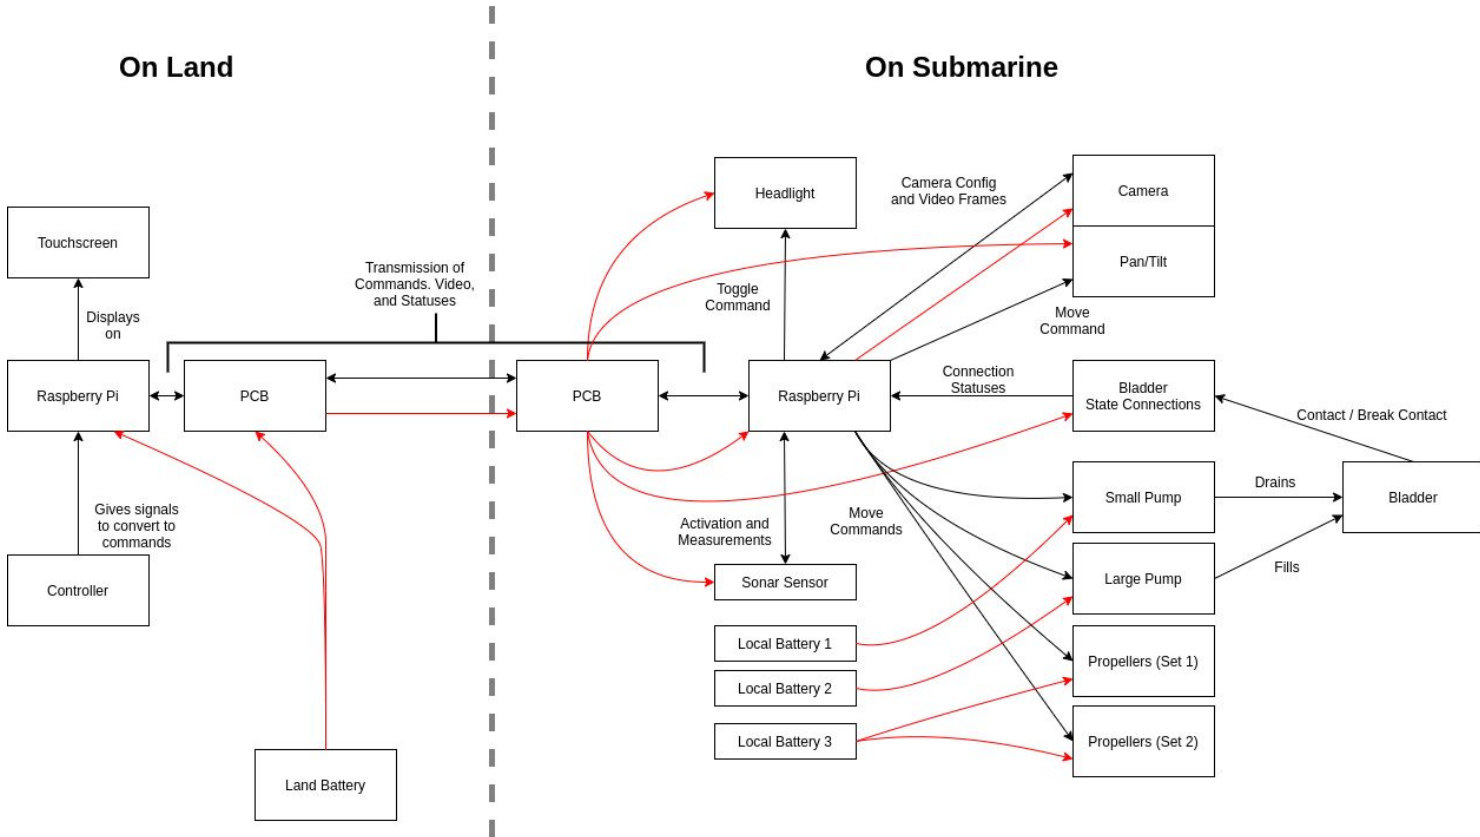 On Land
On Submarine
Touchscreen
Displays
on
Raspberry Pi
PCB
Gives signals
to convert to
commands
Controller
Land Battery
Transmission of
Commands. Video,
and Statuses
PCB
Headlight
Toggle
Command
Raspberry Pi
Camera Config
and Video Frames
Camera
Pan/Tilt
Move
Command
Connection
Statuses
Bladder
State Connections
Contact / Break Contact
Activation and
Measurements
Move
Commands
Sonar Sensor
Small Pump
Drains
Bladder
Large Pump
Fills
Local Battery 1
Local Battery 2
Local Battery 3
Propellers (Set 1)
Propellers (Set 2)